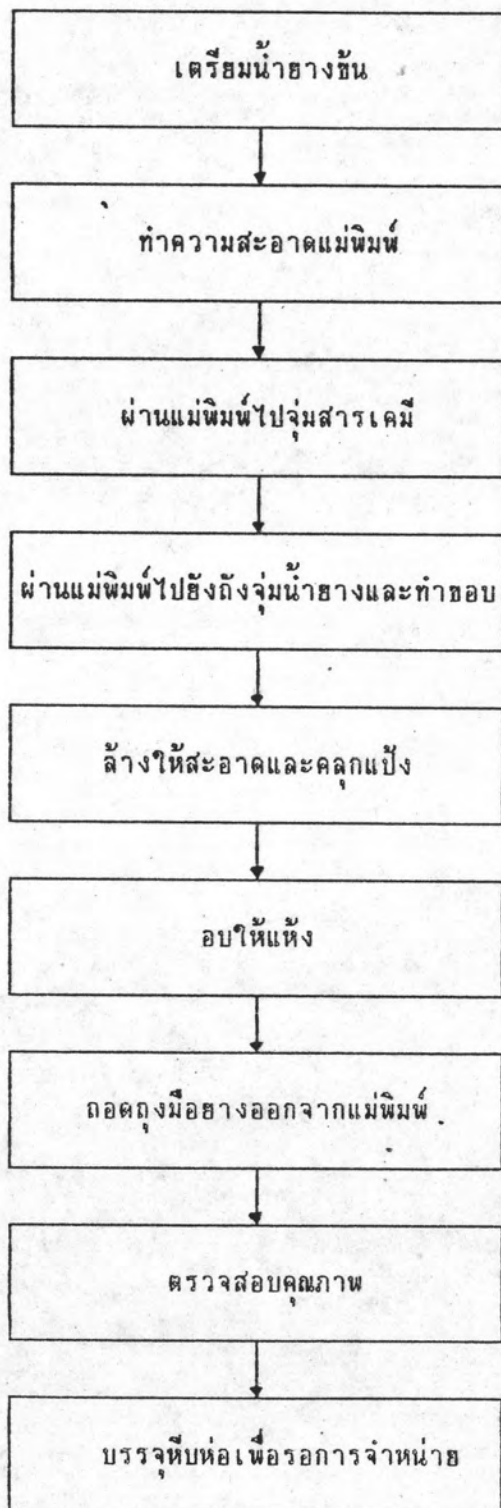 เตรียมน้ำยางข้น
ทำความสะอาดแม่พิมพ์
ผ่านแม่พิมพ์ไปจุ่มสารเคมี
ผ่านแม่พิมพ์ไปยังถังจุ่มน้ำยางและทำขอบ
ล้างให้สะอาดและคลุกแป้ง
อบให้แห้ง
ถอดถุงมือยางออกจากแม่พิมพ์
ตรวจสอบคุณภาพ
บรรจุหีบห่อเพื่อรอการจำหน่าย